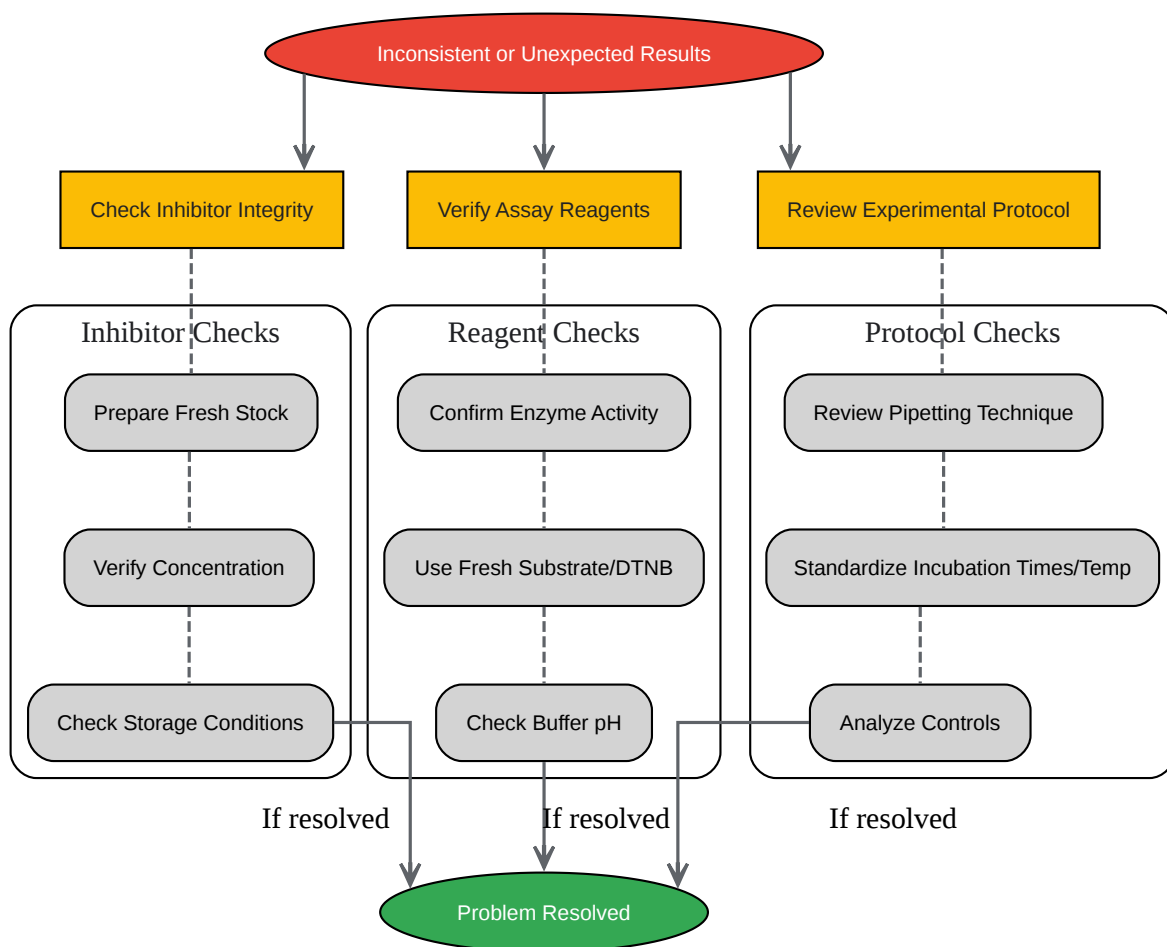 Inconsistent or Unexpected Results
Check Inhibitor Integrity
Verify Assay Reagents
Review Experimental Protocol
Inhibitor Checks
Reagent Checks
Protocol Checks
Prepare Fresh Stock
Confirm Enzyme Activity
Review Pipetting Technique
Verify Concentration
Use Fresh Substrate/DTNB
Standardize Incubation Times/Temp
Check Storage Conditions
Check Buffer pH
Analyze Controls
If resolved
If resolved
If resolved
Problem Resolved